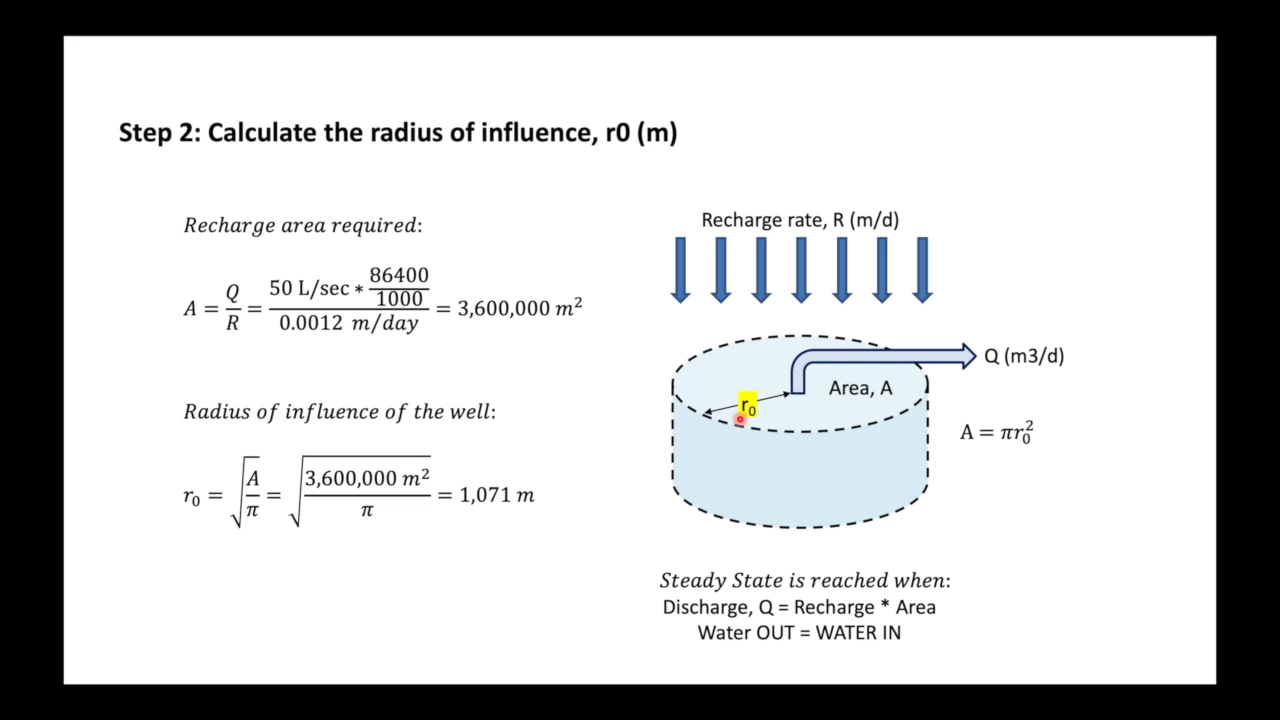 Step 2: Calculate the radius of influence, r0 (m)
Recharge area required:
A = Q/R = (50 L/sec * 86400/1000)/(0.0012 m/day) = 3,600,000 m²
Radius of influence of the well:
r₀ = √(A/π) = √(3,600,000 m²/π) = 1,071 m
Recharge rate, R (m/d)
Q (m3/d)
Area, A
r₀
A = πr₀²
Steady State is reached when:
Discharge, Q = Recharge * Area
Water OUT = WATER IN